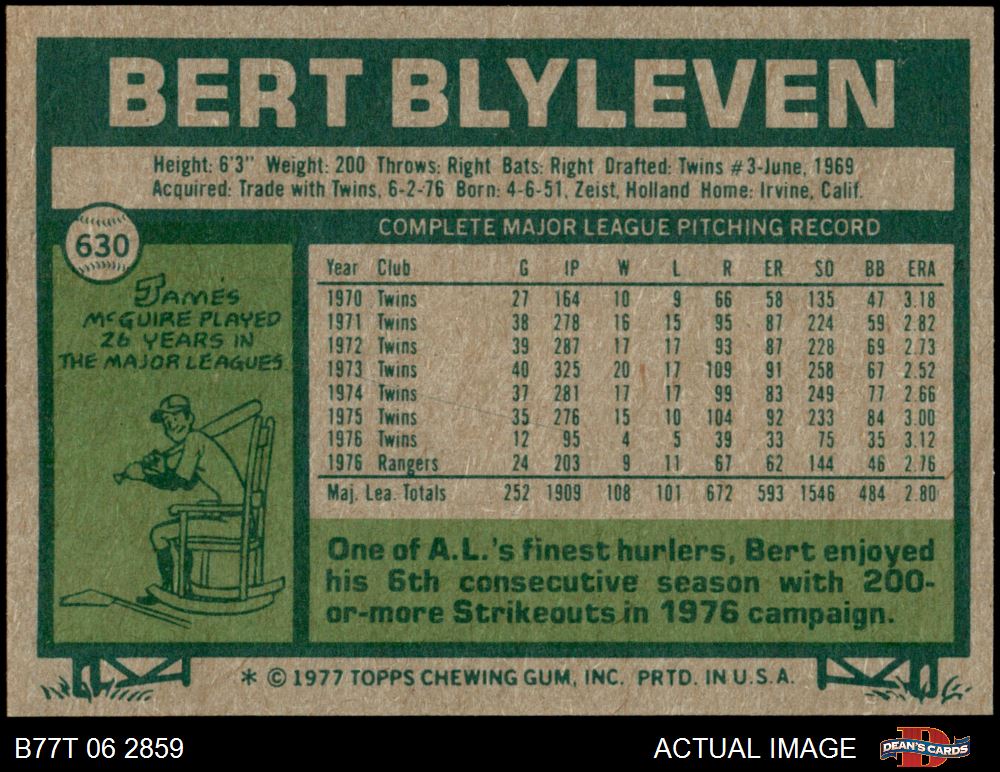 BERT BLYLEVEN
Height: 6'3" Weight: 200 Throws: Right Bats: Right Drafted: Twins #3-June, 1969
Acquired: Trade with Twins, 6-2-76 Born: 4-6-51, Zeist, Holland Home: Irvine, Calif.
630
JAMES
McGUIRE PLAYED
26 YEARS IN
THE MAJOR LEAGUES
COMPLETE MAJOR LEAGUE PITCHING RECORD
Year Club G IP W L R ER SO BB ERA
1970 Twins 27 164 10 9 66 58 135 47 3.18
1971 Twins 38 278 16 15 95 87 224 59 2.82
1972 Twins 39 287 17 17 93 87 228 69 2.73
1973 Twins 40 325 20 17 109 91 258 67 2.52
1974 Twins 37 281 17 17 99 83 249 77 2.66
1975 Twins 35 276 15 10 104 92 233 84 3.00
1976 Twins 12 95 4 5 39 33 75 35 3.12
1976 Rangers 24 203 9 11 67 62 144 46 2.76
Maj. Lea. Totals 252 1909 108 101 672 593 1546 484 2.80
One of A.L.'s finest hurlers, Bert enjoyed
his 6th consecutive season with 200-
or-more Strikeouts in 1976 campaign.
* © 1977 TOPPS CHEWING GUM, INC. PRTD. IN U.S.A.
B77T 06 2859 ACTUAL IMAGE D DEAN'S CARDS